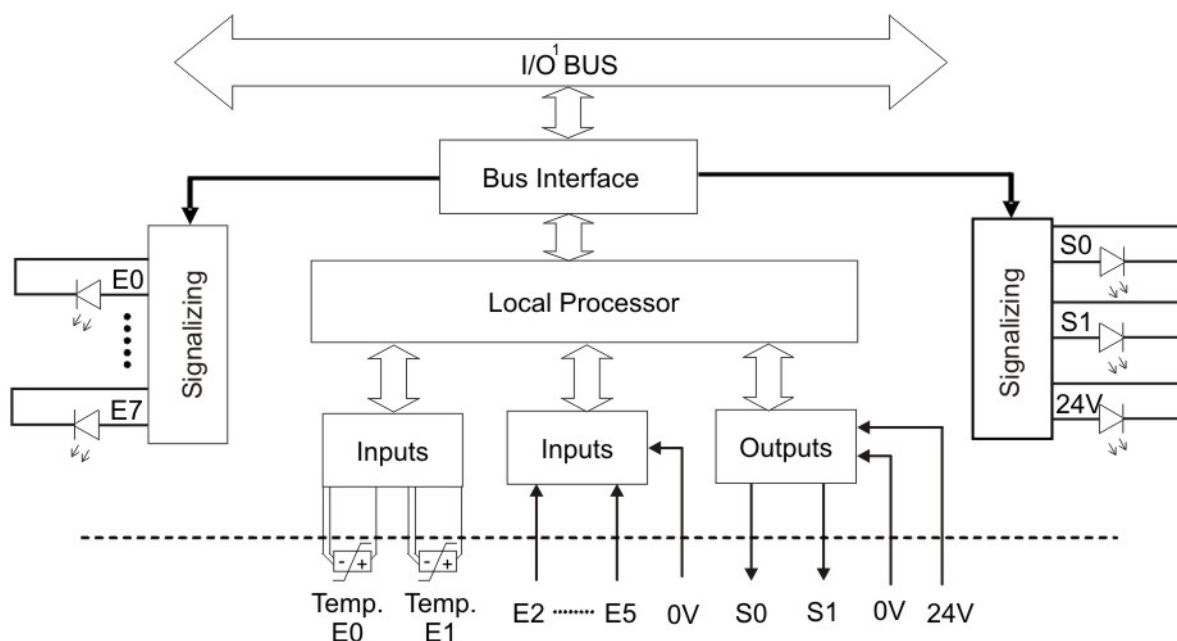 I/O¹ BUS
Bus Interface
Signalizing
E0
E7
Local Processor
Signalizing
S0
S1
24V
Inputs
Inputs
Outputs
- +
- +
Temp. E0
Temp. E1
E2 ........ E5
0V
S0
S1
0V
24V